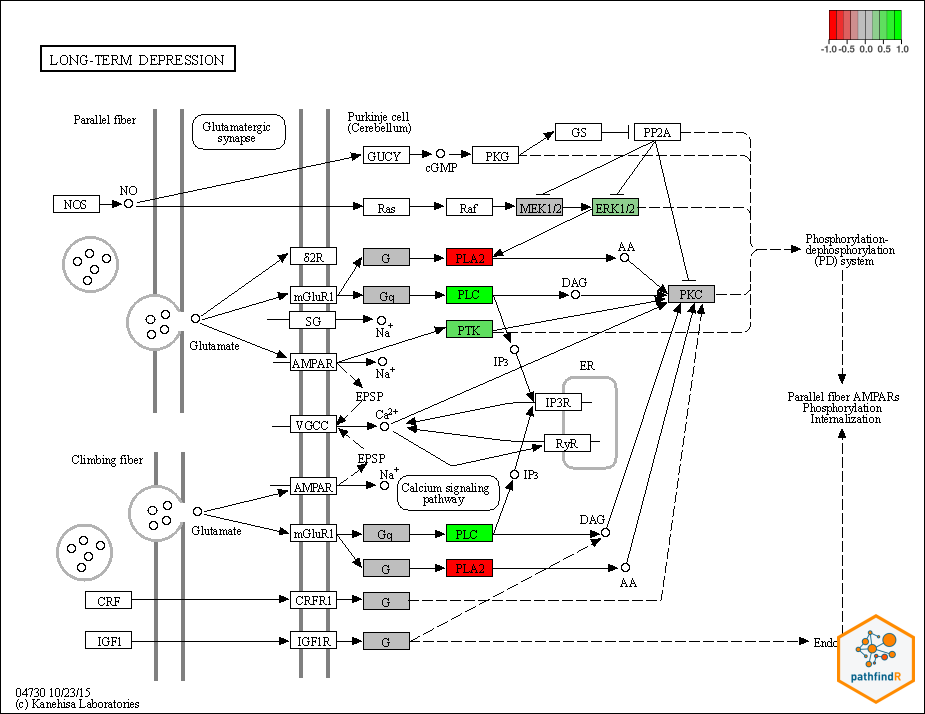 -1.0 -0.5 0.0 0.5 1.0
LONG-TERM DEPRESSION
Parallel fiber
Glutamatergic
synapse
Purkinje cell
(Cerebellum)
GS
PP2A
GUCY
cGMP
PKG
NOS
NO
Ras
Raf
MEK1/2
ERK1/2
δ2R
G
PLA2
AA
Phosphorylation-
dephosphorylation
(PD) system
mGluR1
Gq
PLC
DAG
PKC
SG
Na+
PTK
Glutamate
AMPAR
Na+
IP3
ER
EPSP
IP3R
Parallel fiber AMPARs
Phosphorylation
Internalization
VGCC
Ca2+
RyR
Climbing fiber
EPSP
Na+
AMPAR
Calcium signaling
pathway
IP3
Glutamate
mGluR1
Gq
PLC
DAG
G
PLA2
AA
CRF
CRFR1
G
IGF1
IGF1R
G
Endo
pathfindR
04730 10/23/15
(c) Kanehisa Laboratories